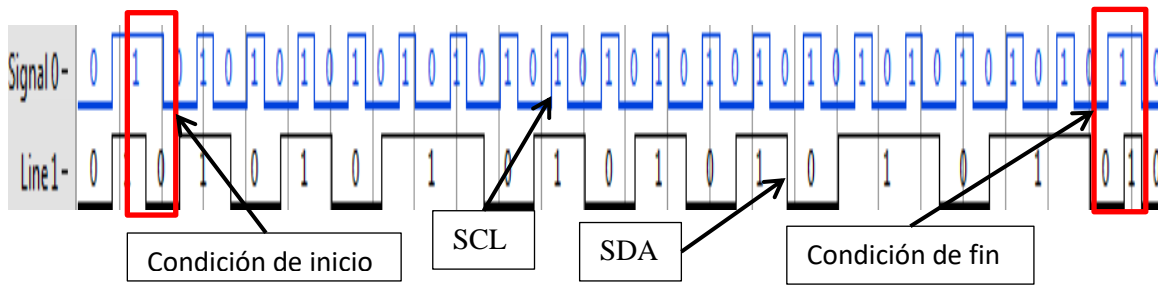 Signal 0- 0 1 0 1 0 1 0 1 0 1 0 1 0 1 0 1 0 1 0 1 0 1 0 1 0 1 0 1 0 1 0 1 0 1 0 1 0 1 0 1 0
Line 1- 0 1 0 1 0 1 0 1 0 1 0 1 0 1 0 1 0 1 0 1 0
Condición de inicio
SCL
SDA
Condición de fin